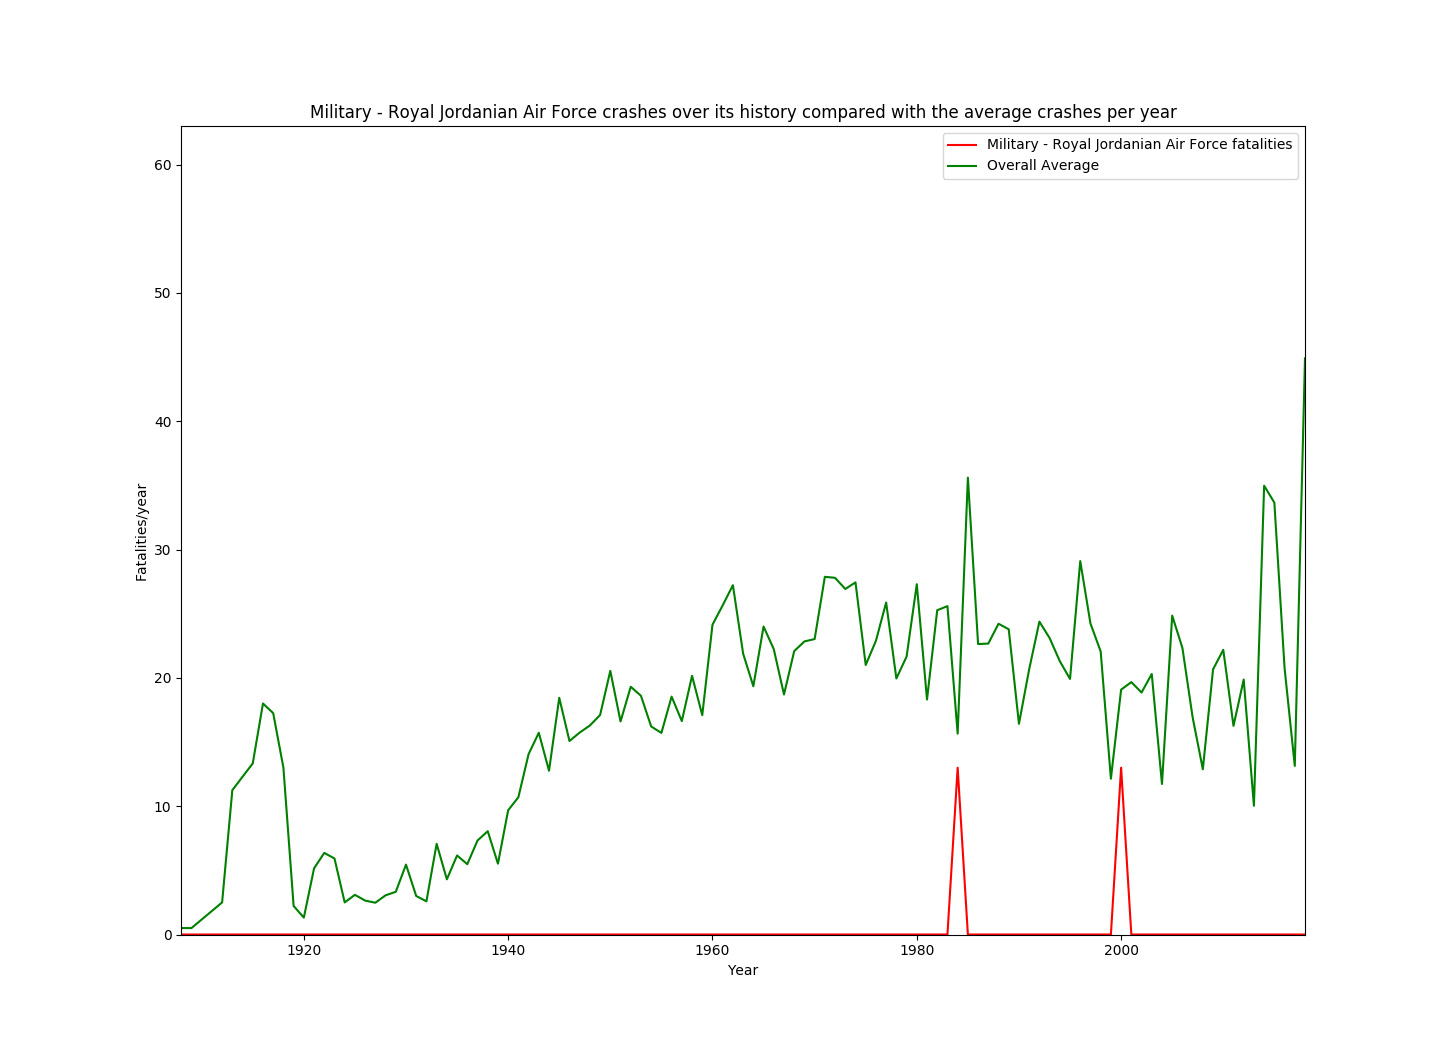 Military - Royal Jordanian Air Force crashes over its history compared with the average crashes per year
Military - Royal Jordanian Air Force fatalities
Overall Average
60
50
40
30
20
10
0
Fatalities/year
1920
1940
1960
1980
2000
Year